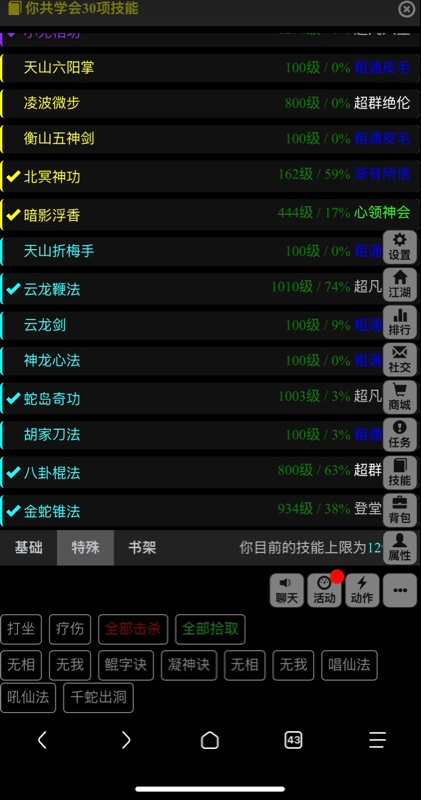 你共学会30项技能
天山六阳掌 100级 / 0% 粗通皮毛
凌波微步 800级 / 0% 超群绝伦
衡山五神剑 100级 / 0% 粗通皮毛
北冥神功 162级 / 59% 渐有所悟
暗影浮香 444级 / 17% 心领神会
天山折梅手 100级 / 0% 粗通
设置
云龙鞭法 1010级 / 74% 超凡
江湖
云龙剑 100级 / 9% 粗通
排行
神龙心法 100级 / 0% 粗通
社交
蛇岛奇功 1003级 / 3% 超凡
商城
胡家刀法 100级 / 3% 粗通
任务
八卦棍法 800级 / 63% 超群
技能
金蛇锥法 934级 / 38% 登堂
背包
基础 特殊 书架 你目前的技能上限为12
属性
聊天 活动 动作
打坐 疗伤 全部击杀 全部拾取
无相 无我 鲲字诀 凝神诀 无相 无我 唱仙法
吼仙法 千蛇出洞
43